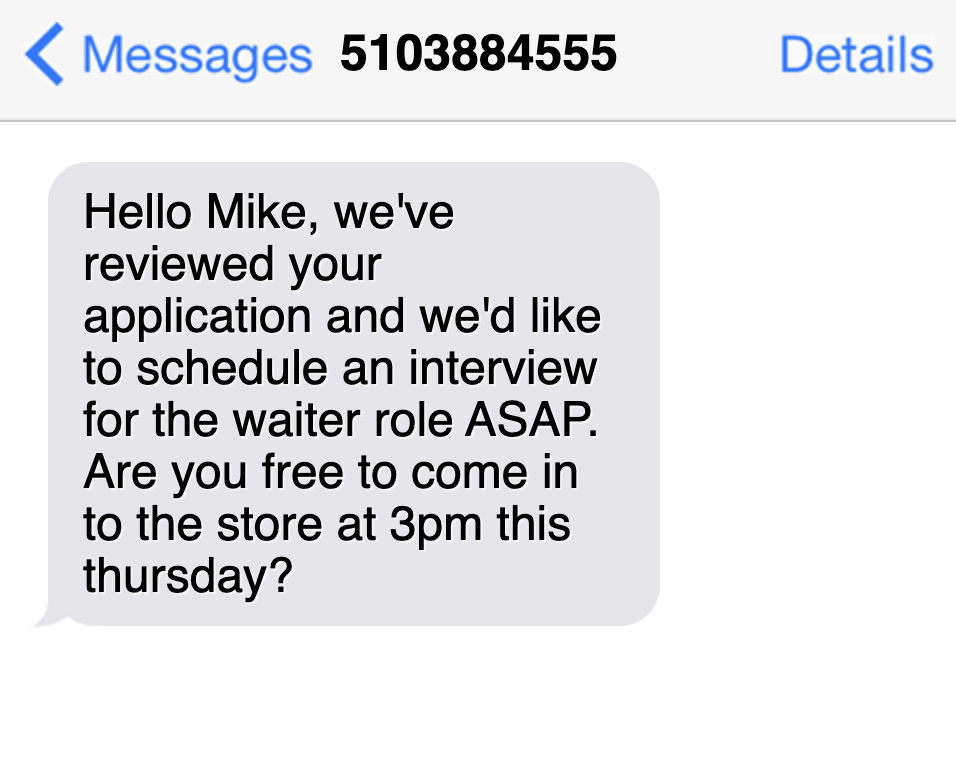 Messages 5103884555 Details
Hello Mike, we've
reviewed your
application and we'd like
to schedule an interview
for the waiter role ASAP.
Are you free to come in
to the store at 3pm this
thursday?